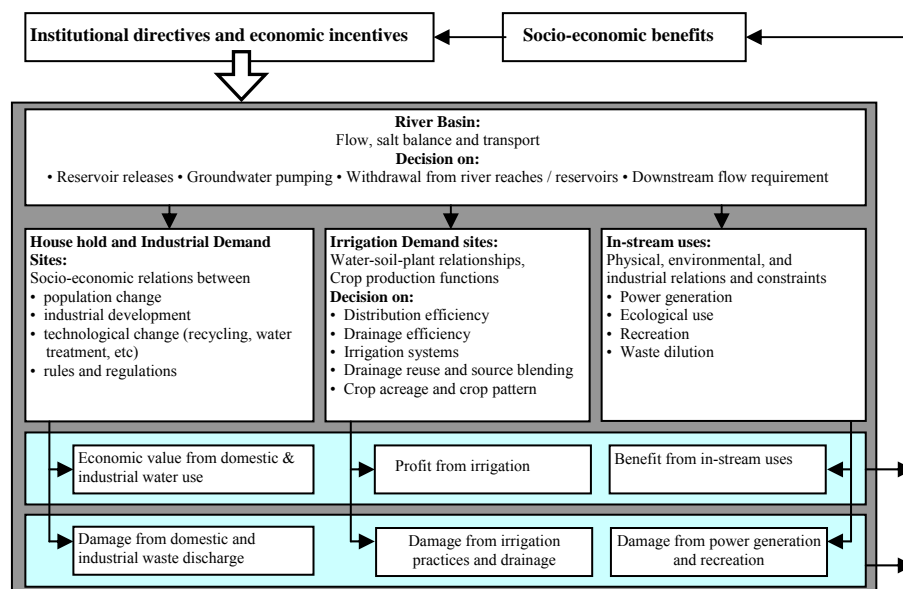 Institutional directives and economic incentives
Socio-economic benefits
River Basin:
Flow, salt balance and transport
Decision on:
• Reservoir releases • Groundwater pumping • Withdrawal from river reaches / reservoirs • Downstream flow requirement
House hold and Industrial Demand
Sites:
Socio-economic relations between
• population change
• industrial development
• technological change (recycling, water
treatment, etc)
• rules and regulations
Irrigation Demand sites:
Water-soil-plant relationships,
Crop production functions
Decision on:
• Distribution efficiency
• Drainage efficiency
• Irrigation systems
• Drainage reuse and source blending
• Crop acreage and crop pattern
In-stream uses:
Physical, environmental, and
industrial relations and constraints
• Power generation
• Ecological use
• Recreation
• Waste dilution
Economic value from domestic &
industrial water use
Profit from irrigation
Benefit from in-stream uses
Damage from domestic and
industrial waste discharge
Damage from irrigation
practices and drainage
Damage from power generation
and recreation